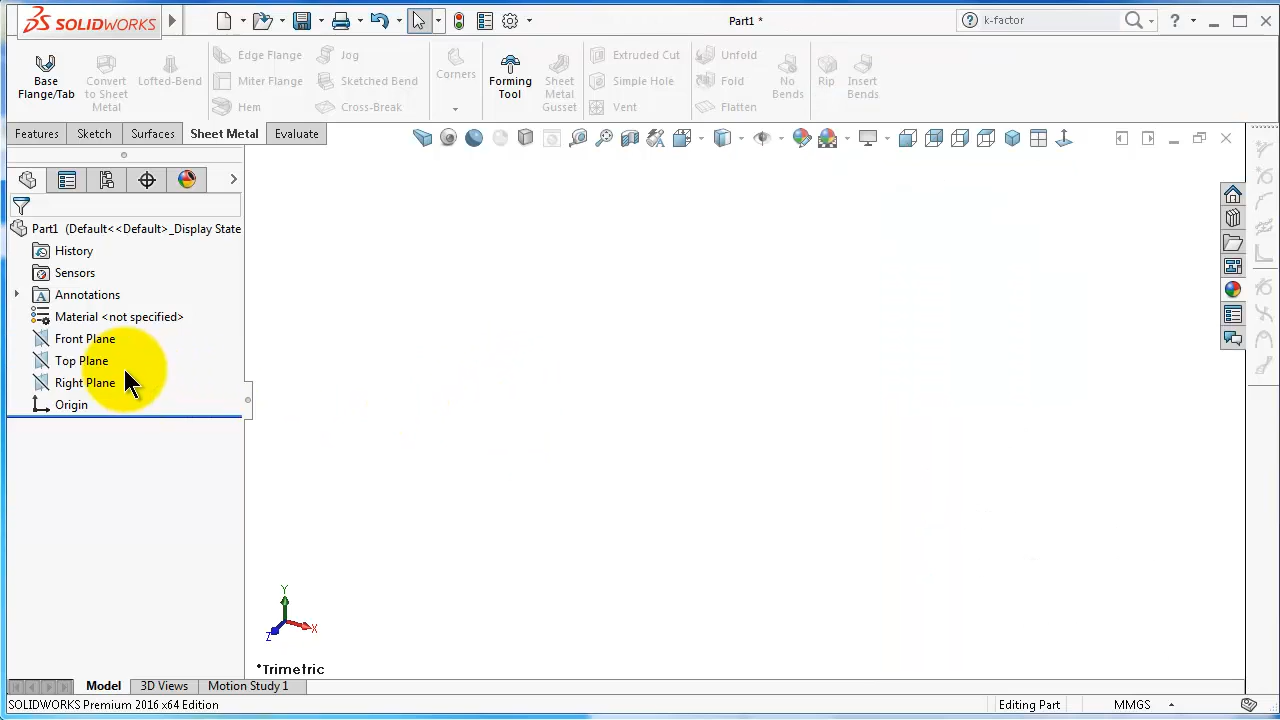 SOLIDWORKS
Part1 *
k-factor
?
Base
Flange/Tab
Convert
to Sheet
Metal
Lofted-Bend
Edge Flange
Miter Flange
Hem
Jog
Sketched Bend
Cross-Break
Corners
Forming
Tool
Sheet
Metal
Gusset
Extruded Cut
Simple Hole
Vent
Unfold
Fold
Flatten
No
Bends
Rip
Insert
Bends
Features
Sketch
Surfaces
Sheet Metal
Evaluate
Part1 (Default<<Default>_Display State
History
Sensors
A
Annotations
Material <not specified>
Front Plane
Top Plane
Right Plane
Origin
Y
X
Z
*Trimetric
Model
3D Views
Motion Study 1
SOLIDWORKS Premium 2016 x64 Edition
Editing Part
MMGS